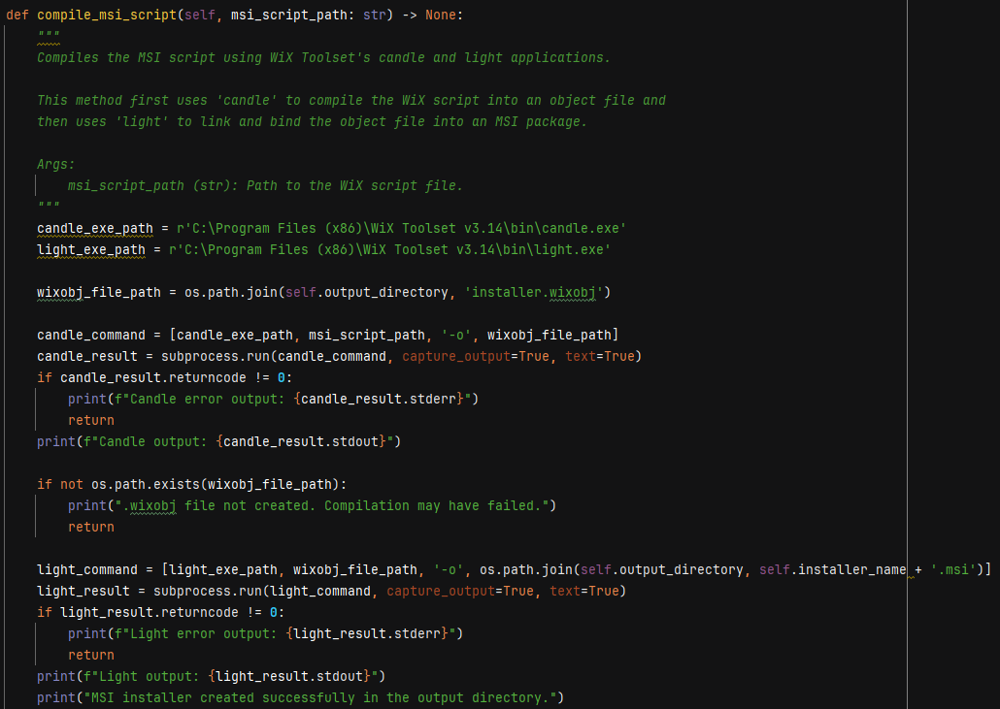 def compile_msi_script(self, msi_script_path: str) -> None:
    """
    Compiles the MSI script using WiX Toolset's candle and light applications.

    This method first uses 'candle' to compile the WiX script into an object file and
    then uses 'light' to link and bind the object file into an MSI package.

    Args:
        msi_script_path (str): Path to the WiX script file.
    """
    candle_exe_path = r'C:\Program Files (x86)\WiX Toolset v3.14\bin\candle.exe'
    light_exe_path = r'C:\Program Files (x86)\WiX Toolset v3.14\bin\light.exe'

    wixobj_file_path = os.path.join(self.output_directory, 'installer.wixobj')

    candle_command = [candle_exe_path, msi_script_path, '-o', wixobj_file_path]
    candle_result = subprocess.run(candle_command, capture_output=True, text=True)
    if candle_result.returncode != 0:
        print(f"Candle error output: {candle_result.stderr}")
        return
    print(f"Candle output: {candle_result.stdout}")

    if not os.path.exists(wixobj_file_path):
        print(".wixobj file not created. Compilation may have failed.")
        return

    light_command = [light_exe_path, wixobj_file_path, '-o', os.path.join(self.output_directory, self.installer_name + '.msi')]
    light_result = subprocess.run(light_command, capture_output=True, text=True)
    if light_result.returncode != 0:
        print(f"Light error output: {light_result.stderr}")
        return
    print(f"Light output: {light_result.stdout}")
    print("MSI installer created successfully in the output directory.")